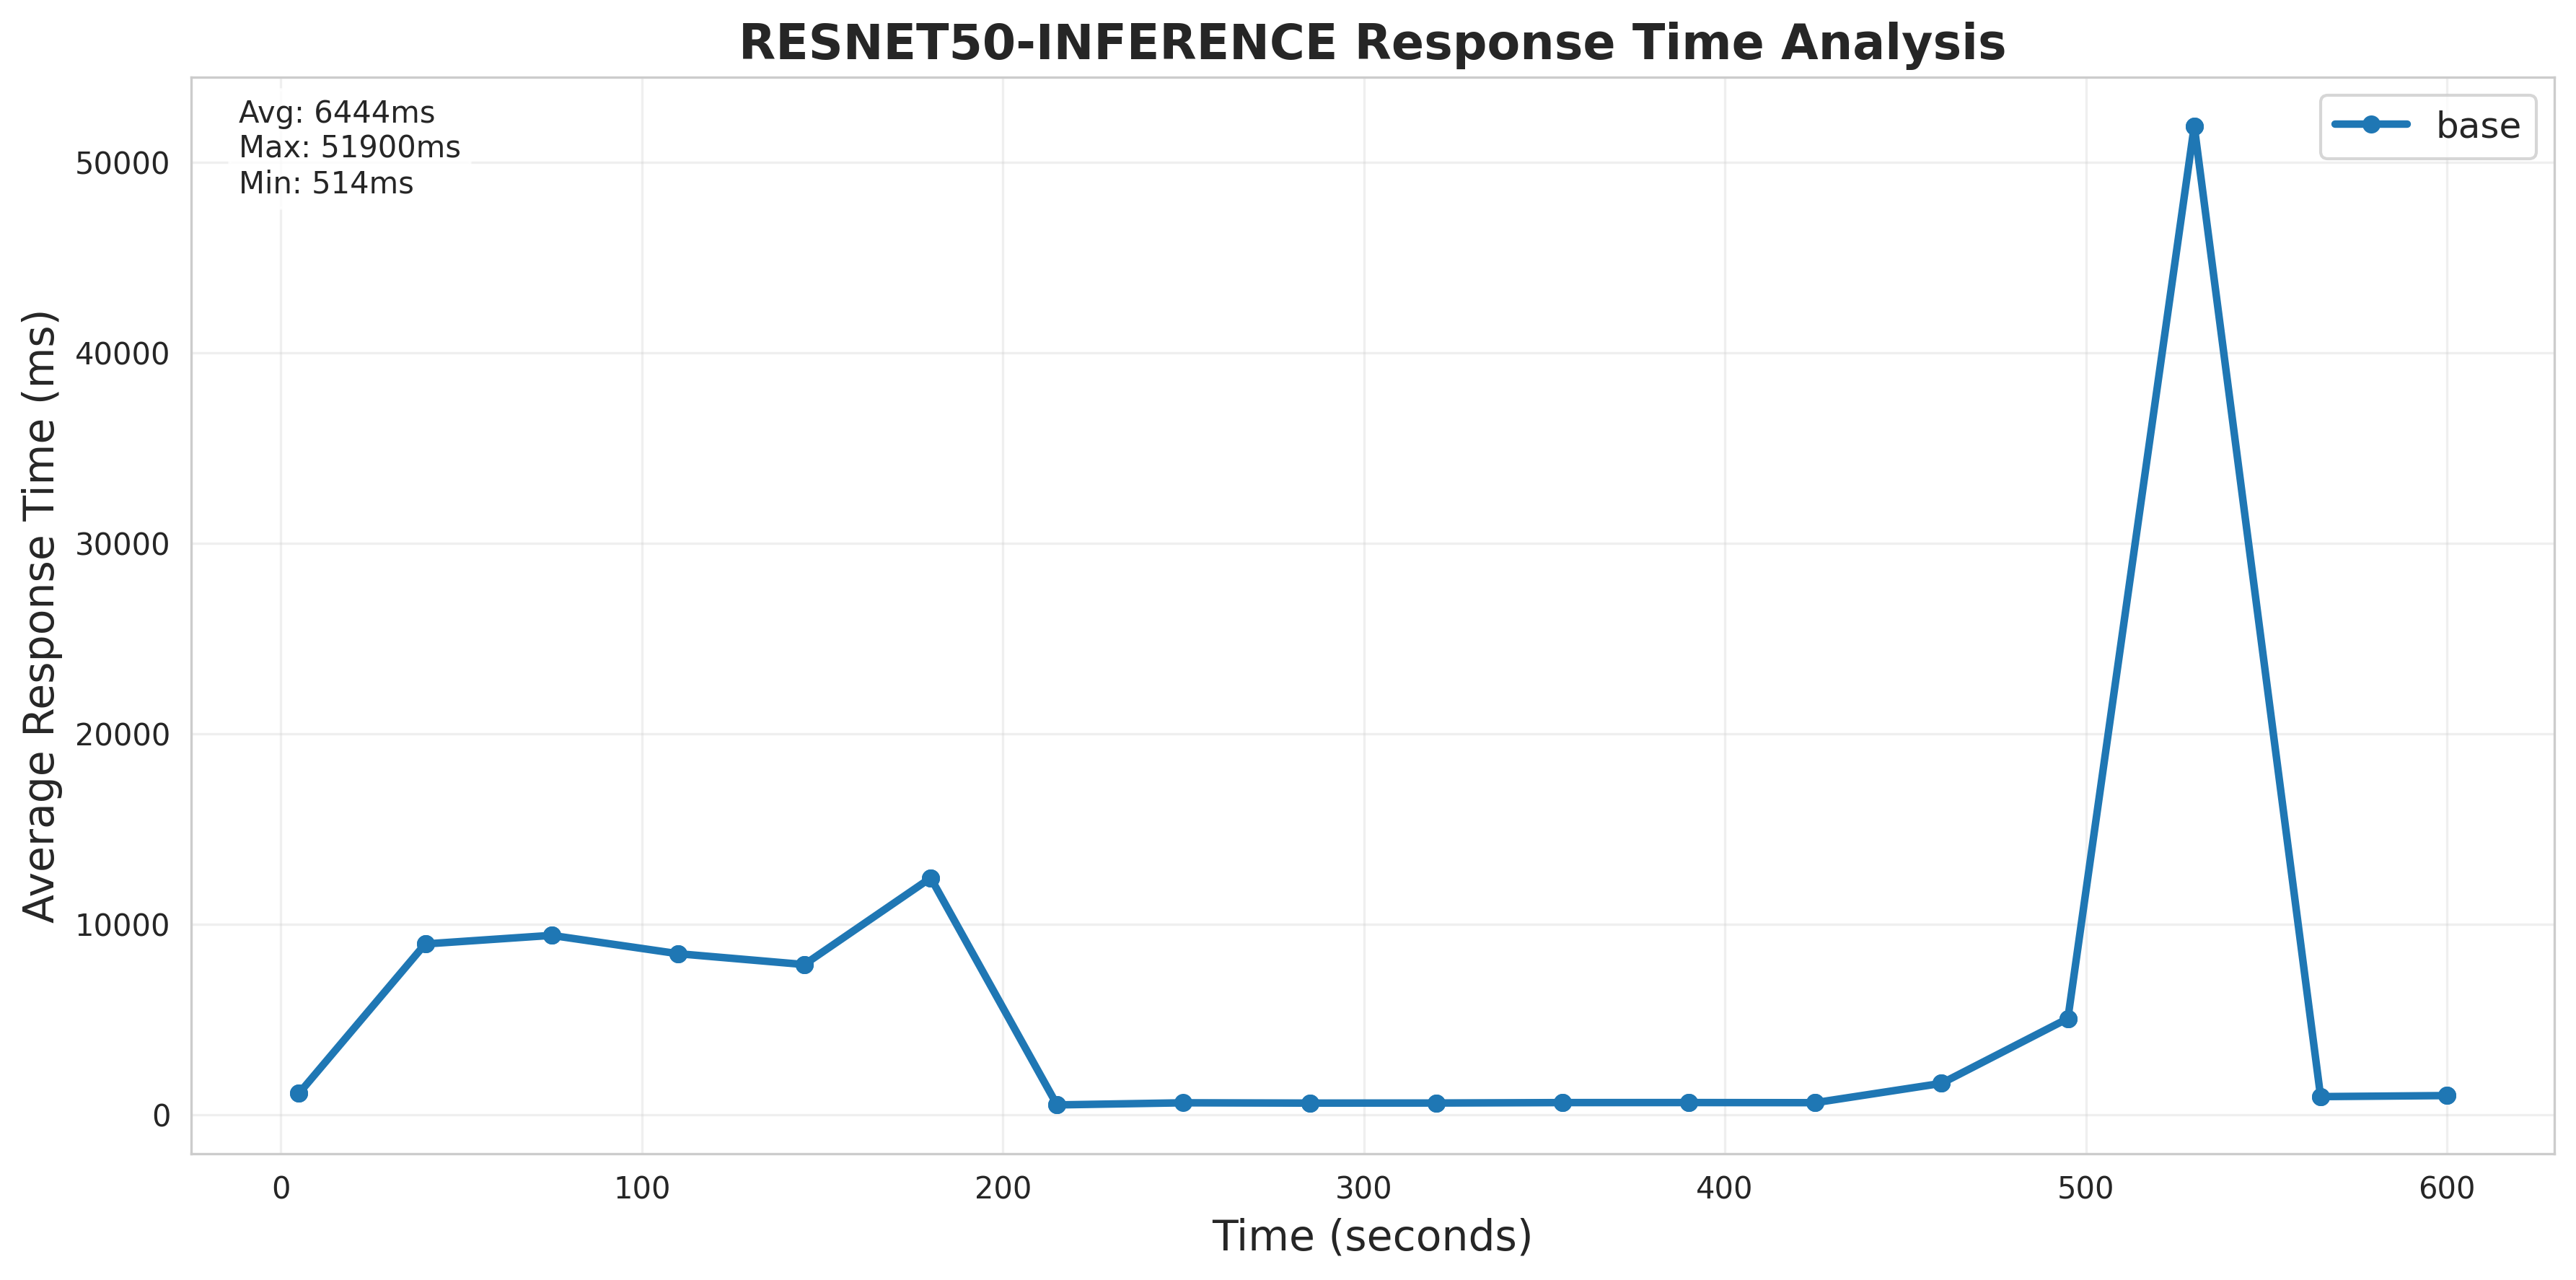 RESNET50-INFERENCE Response Time Analysis
Avg: 6444ms
Max: 51900ms
Min: 514ms
base
Average Response Time (ms)
50000
40000
30000
20000
10000
0
0 100 200 300 400 500 600
Time (seconds)